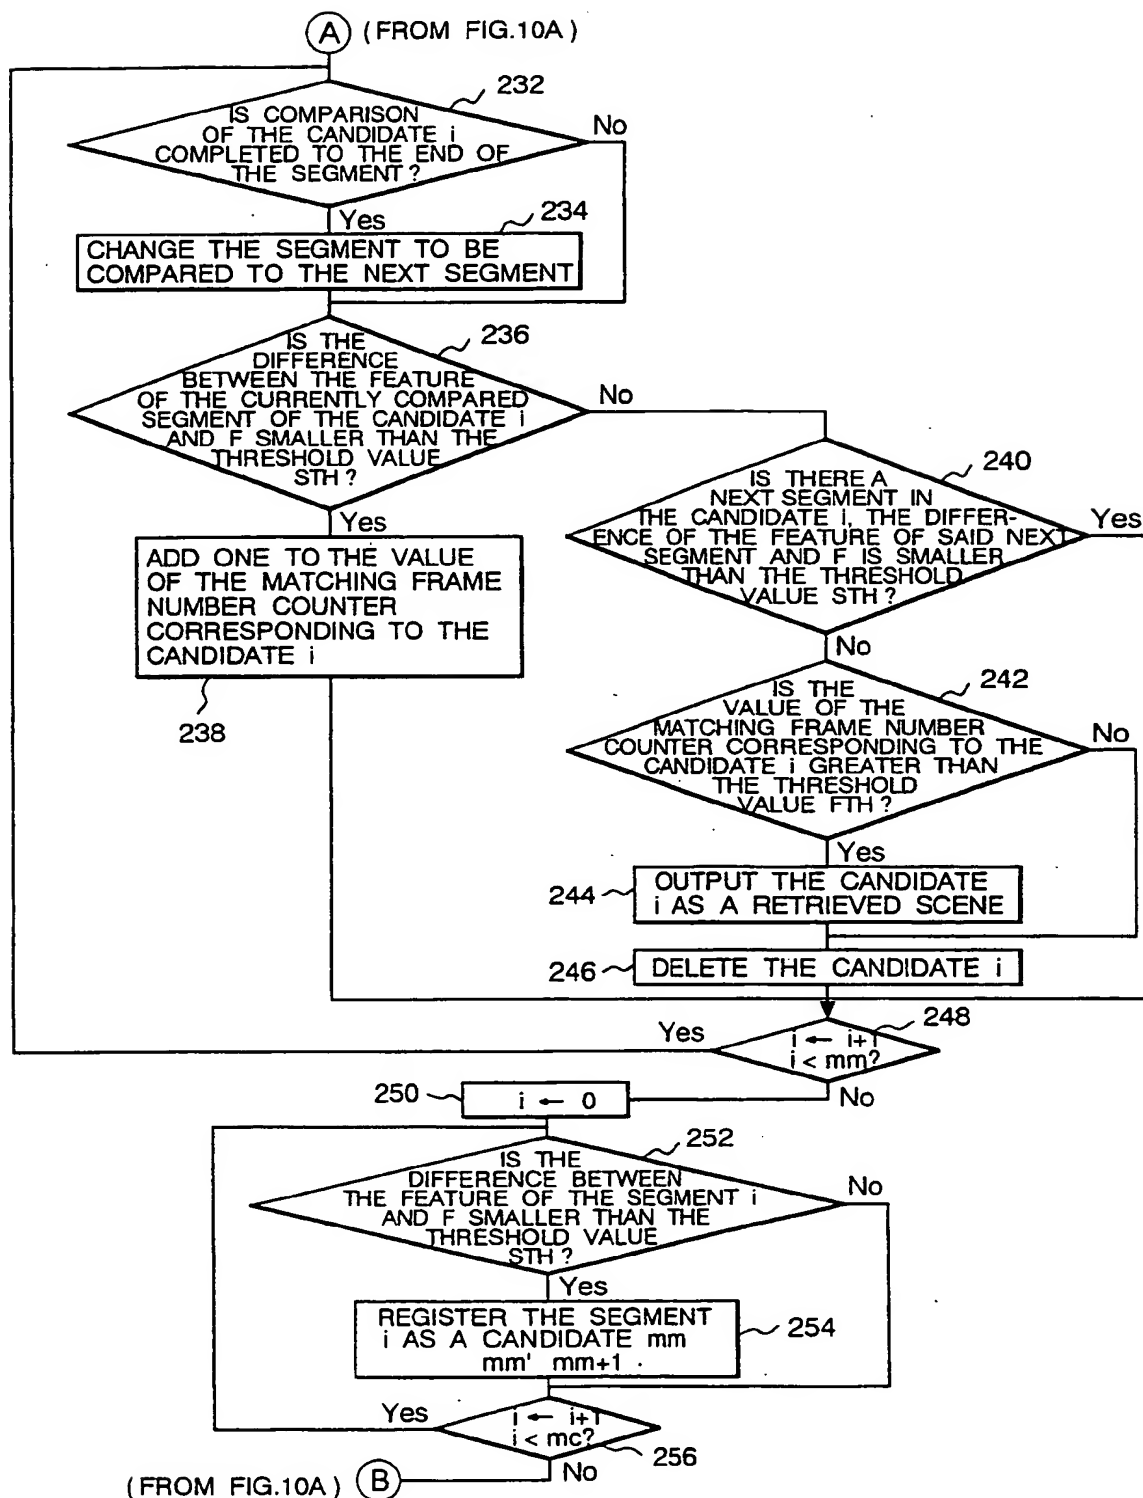 A (FROM FIG.10A)
232
IS COMPARISON
OF THE CANDIDATE i
COMPLETED TO THE END OF
THE SEGMENT ?
No
Yes
234
CHANGE THE SEGMENT TO BE
COMPARED TO THE NEXT SEGMENT
236
IS THE
DIFFERENCE
BETWEEN THE FEATURE
OF THE CURRENTLY COMPARED
SEGMENT OF THE CANDIDATE i
AND F SMALLER THAN THE
THRESHOLD VALUE
STH ?
No
Yes
ADD ONE TO THE VALUE
OF THE MATCHING FRAME
NUMBER COUNTER
CORRESPONDING TO THE
CANDIDATE i
238
240
IS THERE A
NEXT SEGMENT IN
THE CANDIDATE i, THE DIFFER-
ENCE OF THE FEATURE OF SAID NEXT
SEGMENT AND F IS SMALLER
THAN THE THRESHOLD
VALUE STH ?
Yes
No
242
IS THE
VALUE OF THE
MATCHING FRAME NUMBER
COUNTER CORRESPONDING TO THE
CANDIDATE i GREATER THAN
THE THRESHOLD
VALUE FTH ?
No
Yes
244
OUTPUT THE CANDIDATE
i AS A RETRIEVED SCENE
246
DELETE THE CANDIDATE i
248
i ← i+1
i < mm?
Yes
No
250
i ← 0
252
IS THE
DIFFERENCE BETWEEN
THE FEATURE OF THE SEGMENT i
AND F SMALLER THAN THE
THRESHOLD VALUE
STH ?
No
Yes
REGISTER THE SEGMENT
i AS A CANDIDATE mm
mm' mm+1
254
i ← i+1
i < mc?
Yes
256
No
(FROM FIG.10A) B